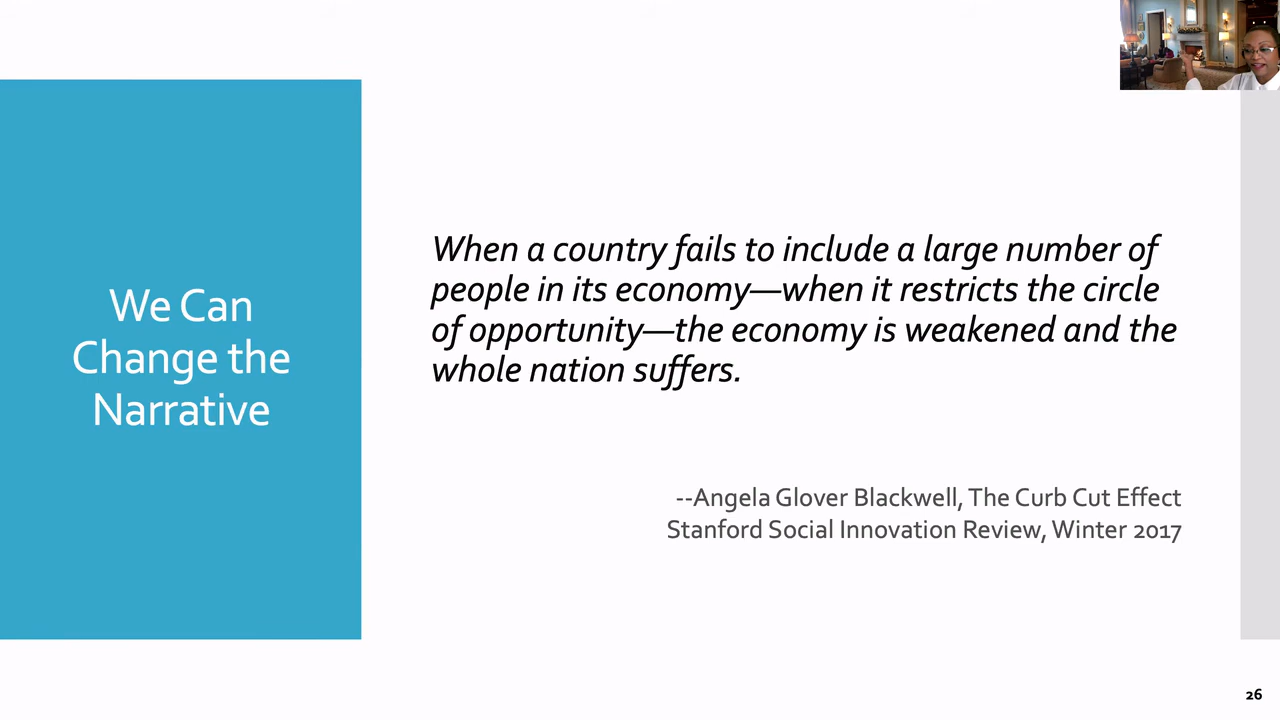 We Can
Change the
Narrative
When a country fails to include a large number of
people in its economy—when it restricts the circle
of opportunity—the economy is weakened and the
whole nation suffers.
--Angela Glover Blackwell, The Curb Cut Effect
Stanford Social Innovation Review, Winter 2017
26